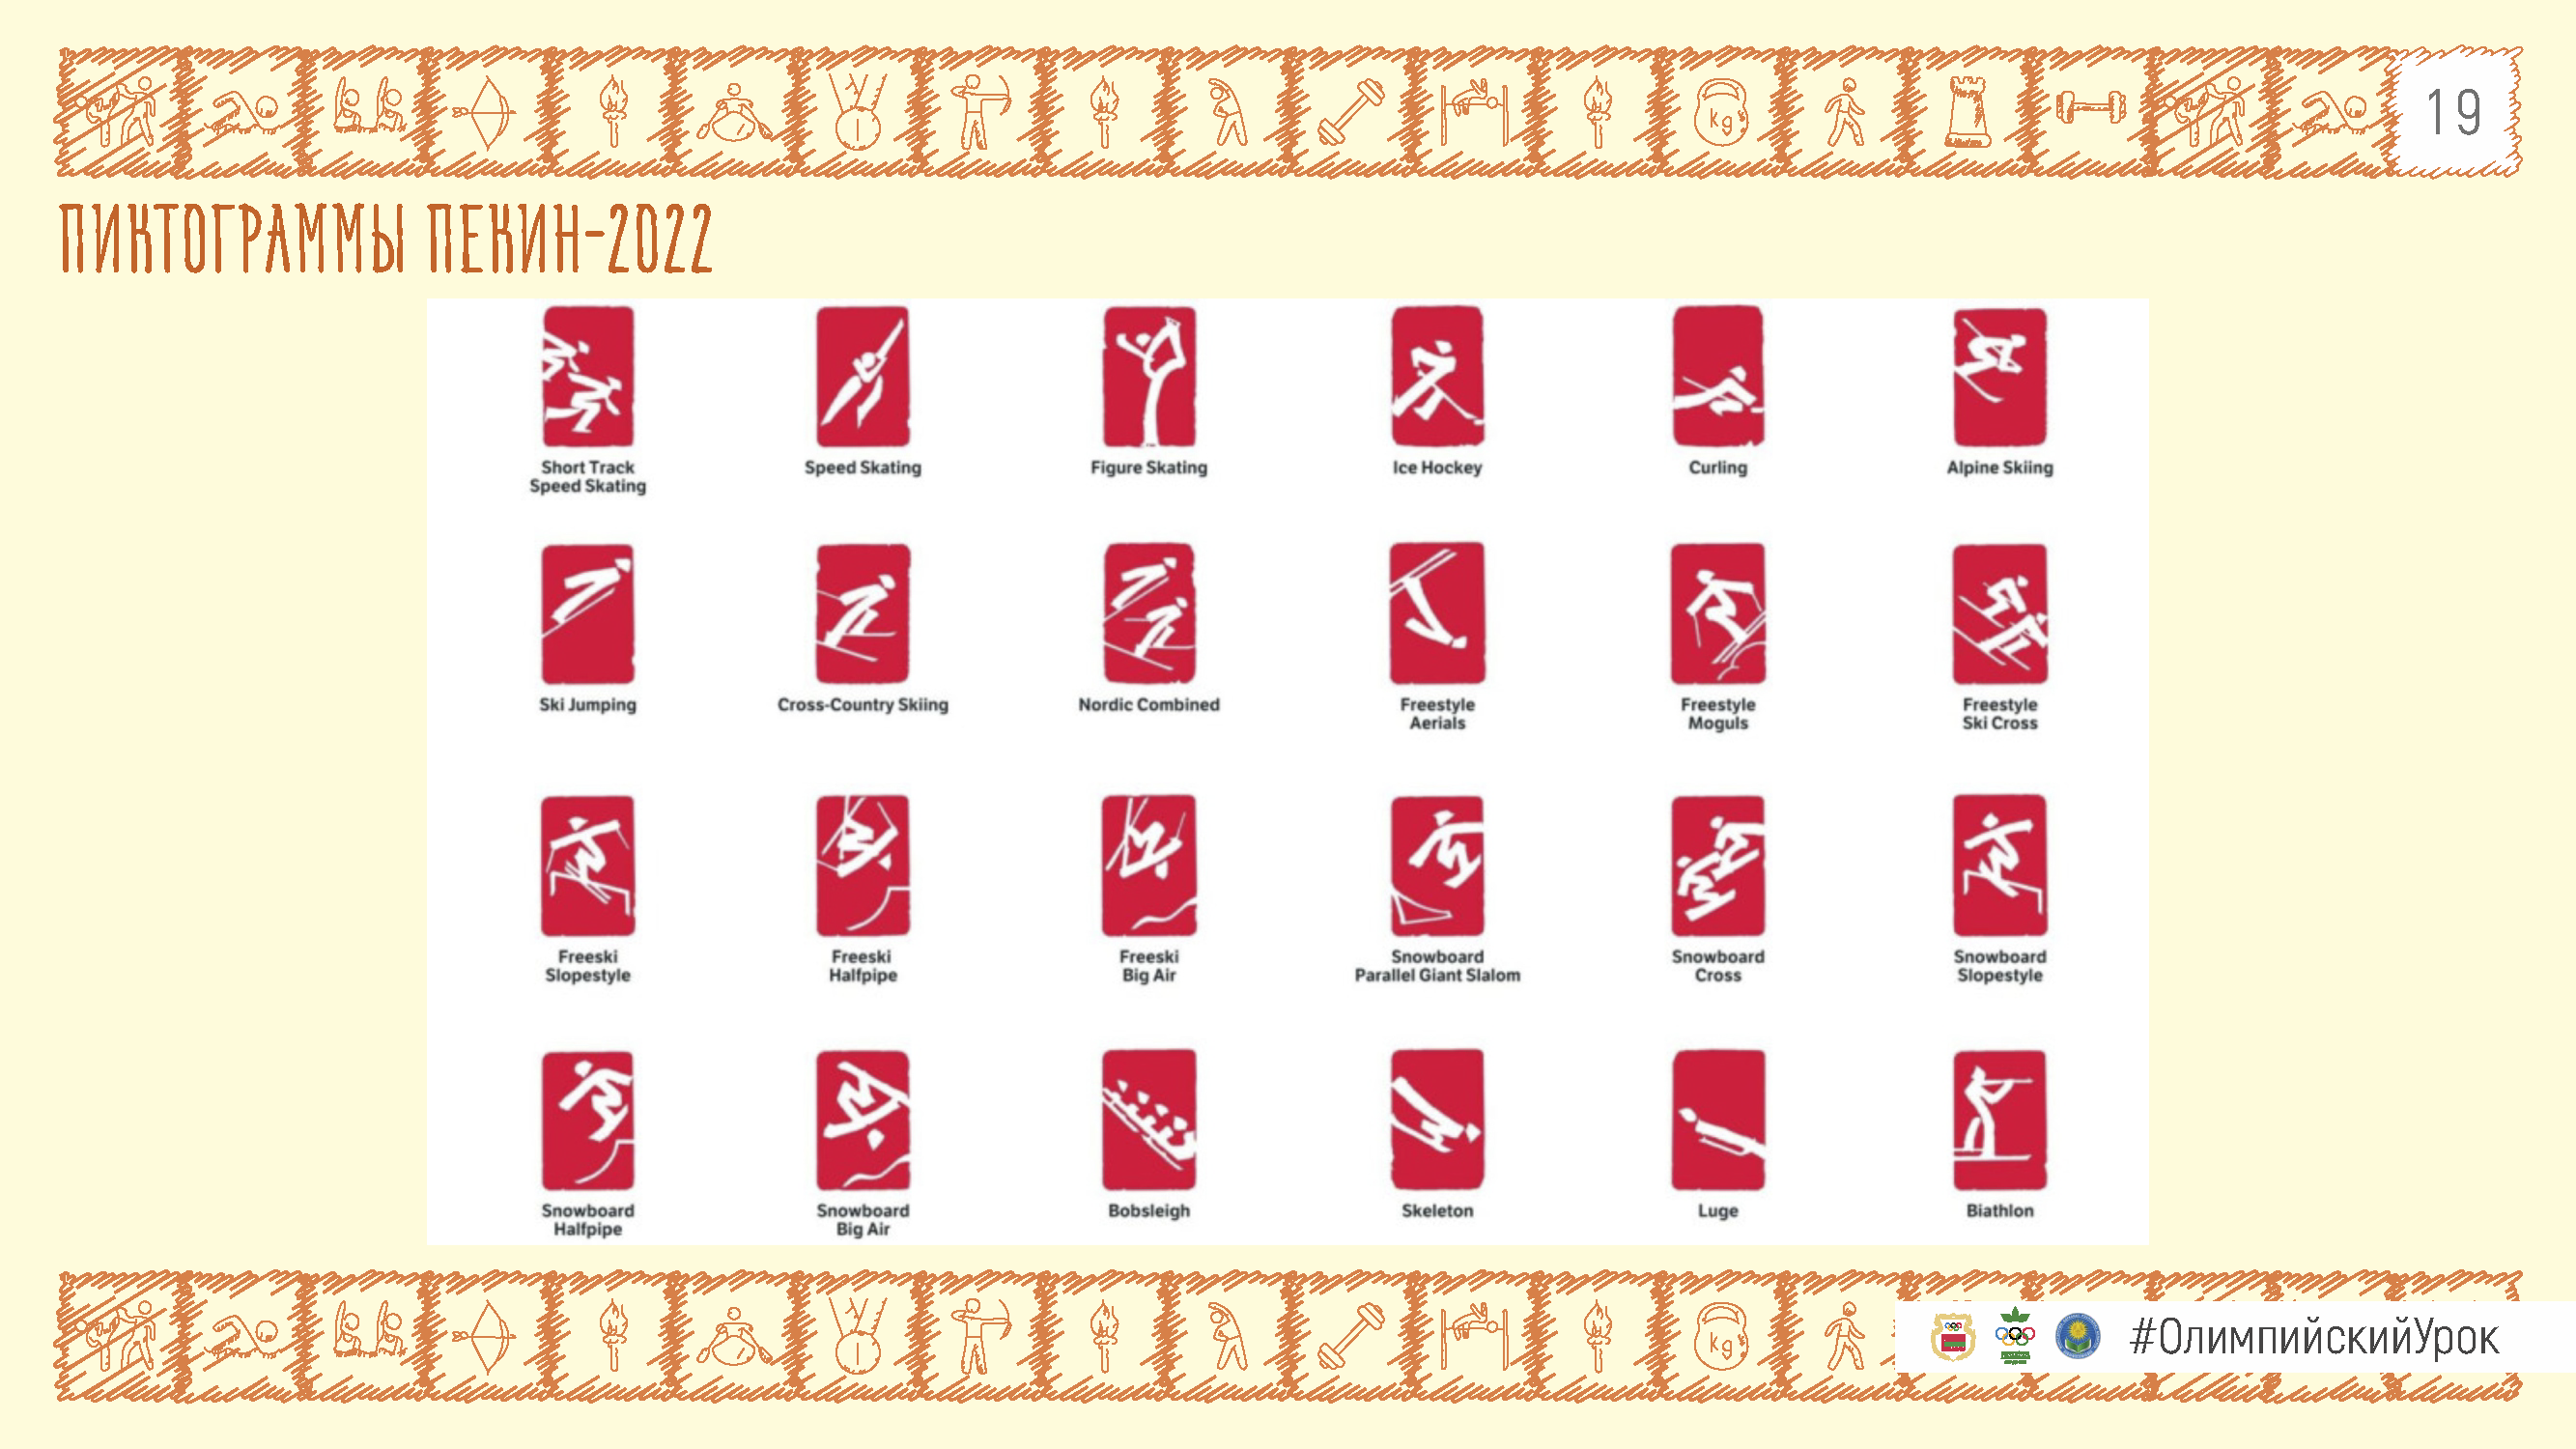 19
ПИКТОГРАММЫ ПЕКИН-2022
Short Track
Speed Skating
Speed Skating
Figure Skating
Ice Hockey
Curling
Alpine Skiing
Ski Jumping
Cross-Country Skiing
Nordic Combined
Freestyle
Aerials
Freestyle
Moguls
Freestyle
Ski Cross
Freeski
Slopestyle
Freeski
Halfpipe
Freeski
Big Air
Snowboard
Parallel Giant Slalom
Snowboard
Cross
Snowboard
Slopestyle
Snowboard
Halfpipe
Snowboard
Big Air
Bobsleigh
Skeleton
Luge
Biathlon
kg
kg
#ОлимпийскийУрок